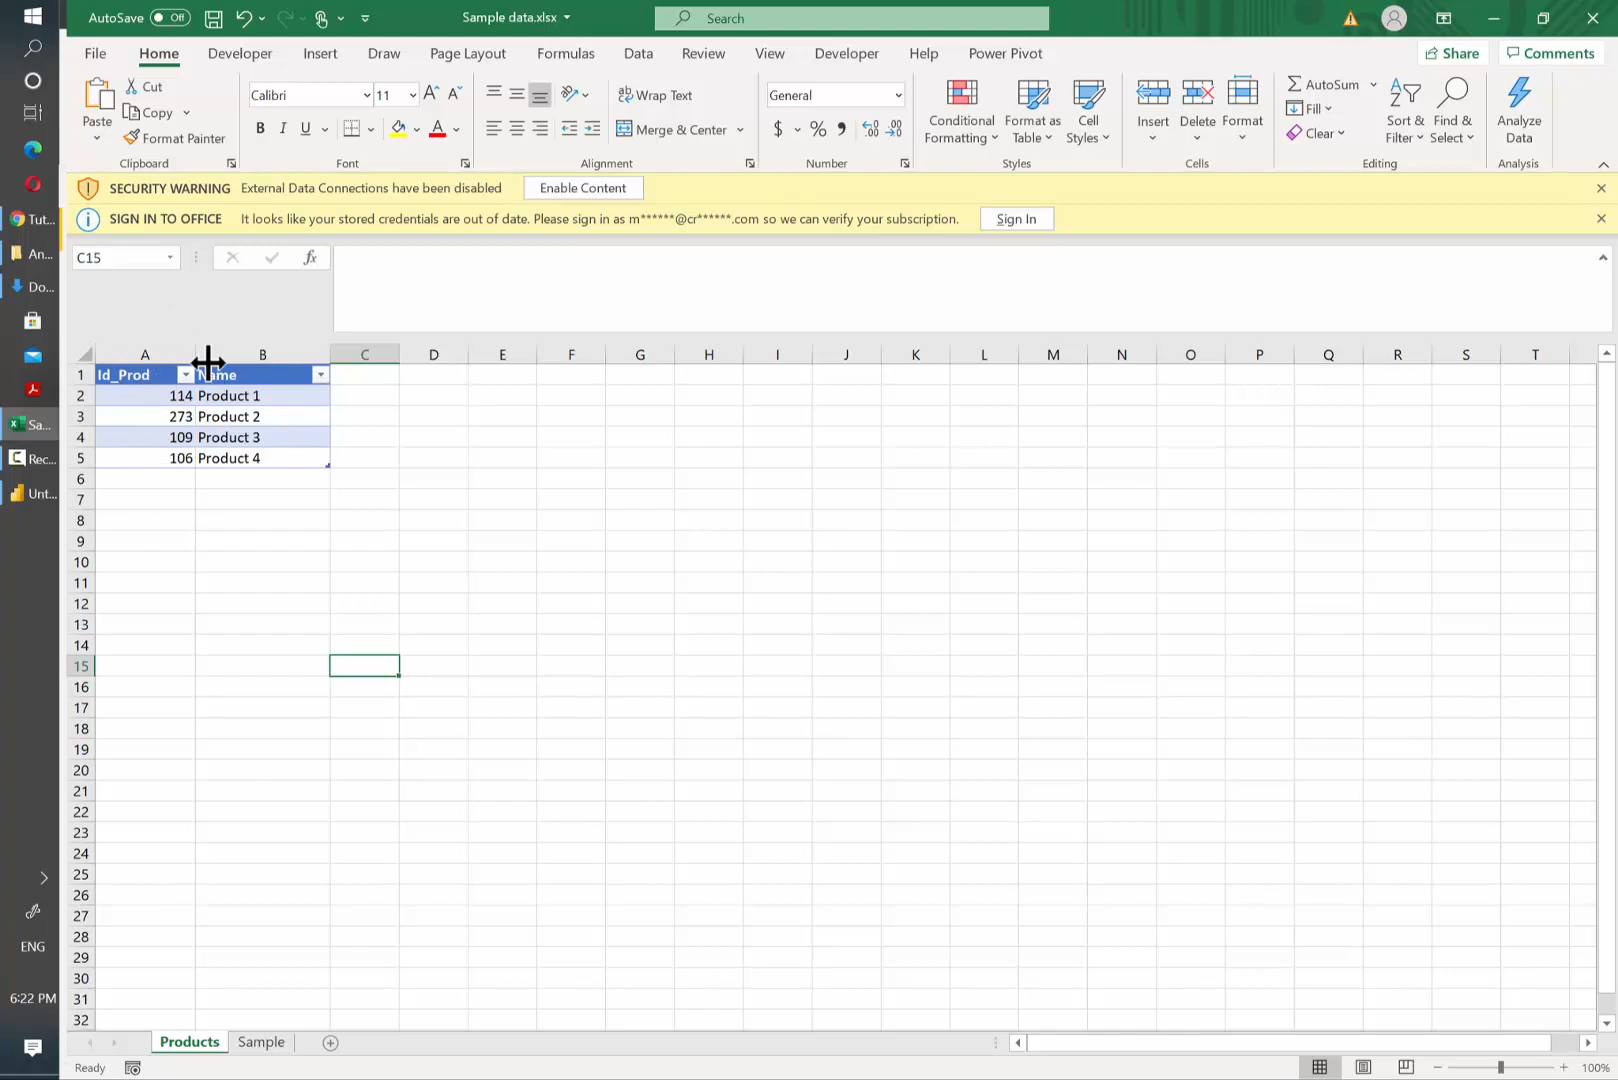 AutoSave Off Sample data.xlsx Search
File Home Developer Insert Draw Page Layout Formulas Data Review View Developer Help Power Pivot Share Comments
Paste Cut Copy Format Painter Clipboard
Calibri 11 B I U A Font
Wrap Text Merge & Center Alignment
General $ % Number
Conditional Formatting Format as Table Cell Styles Styles
Insert Delete Format Cells
AutoSum Fill Clear Sort & Filter Find & Select Editing
Analyze Data Analysis
SECURITY WARNING External Data Connections have been disabled Enable Content
SIGN IN TO OFFICE It looks like your stored credentials are out of date. Please sign in as m******@cr******.com so we can verify your subscription. Sign In
C15 fx
A B C D E F G H I J K L M N O P Q R S T
1 Id_Prod Name
2 114 Product 1
3 273 Product 2
4 109 Product 3
5 106 Product 4
6
7
8
9
10
11
12
13
14
15
16
17
18
19
20
21
22
23
24
25
26
27
28
29
30
31
32
Products Sample
Ready 100%
Tut...
An...
Do...
Sa...
Rec...
Unt...
ENG
6:22 PM